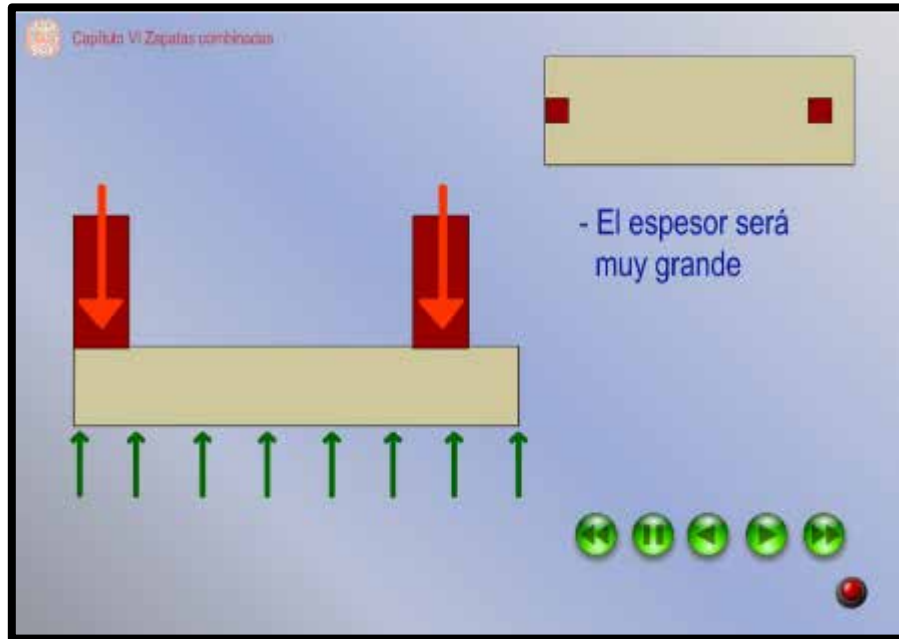 Capítulo VI Zapatas combinadas
- El espesor será
muy grande